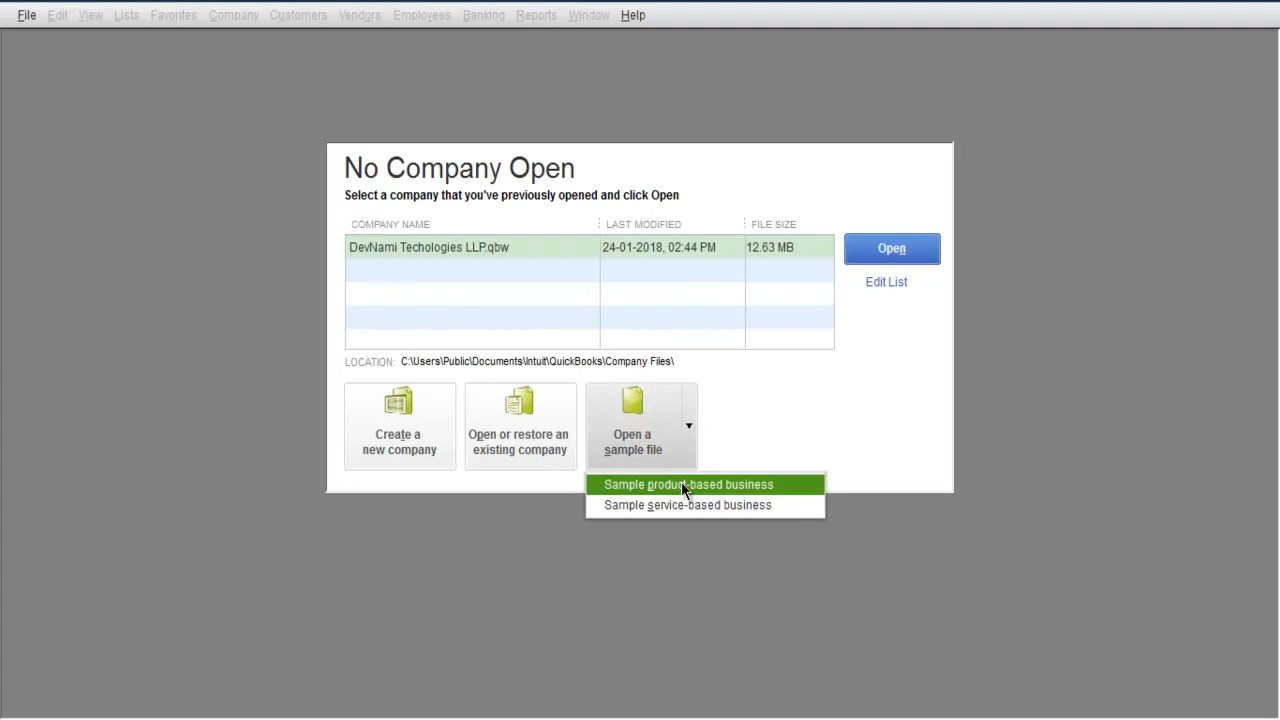 File Edit View Lists Favorites Company Customers Vendors Employees Banking Reports Window Help
No Company Open
Select a company that you've previously opened and click Open
COMPANY NAME LAST MODIFIED FILE SIZE
DevNami Techologies LLP.qbw 24-01-2018, 02:44 PM 12.63 MB
Open
Edit List
LOCATION: C:\Users\Public\Documents\Intuit\QuickBooks\Company Files\
Create a
new company
Open or restore an
existing company
Open a
sample file
Sample product-based business
Sample service-based business